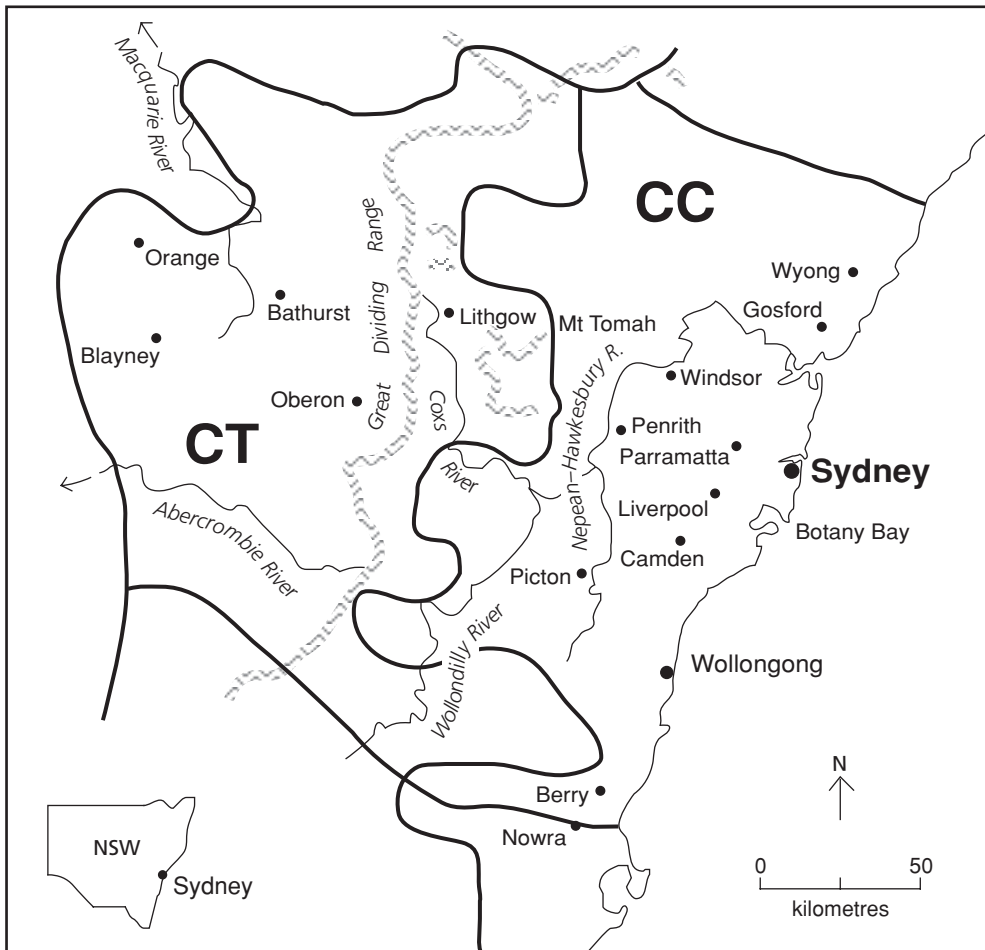 Macquarie River
CC
Orange
Great Dividing Range
Wyong
Bathurst
Lithgow
Gosford
Mt Tomah
Blayney
Windsor
Oberon
Coxs
River
Nepean–Hawkesbury R.
Penrith
CT
Parramatta
Sydney
Liverpool
Abercrombie River
Botany Bay
Camden
Picton
Wollondilly River
Wollongong
N
Berry
Nowra
NSW
Sydney
0 50
kilometres